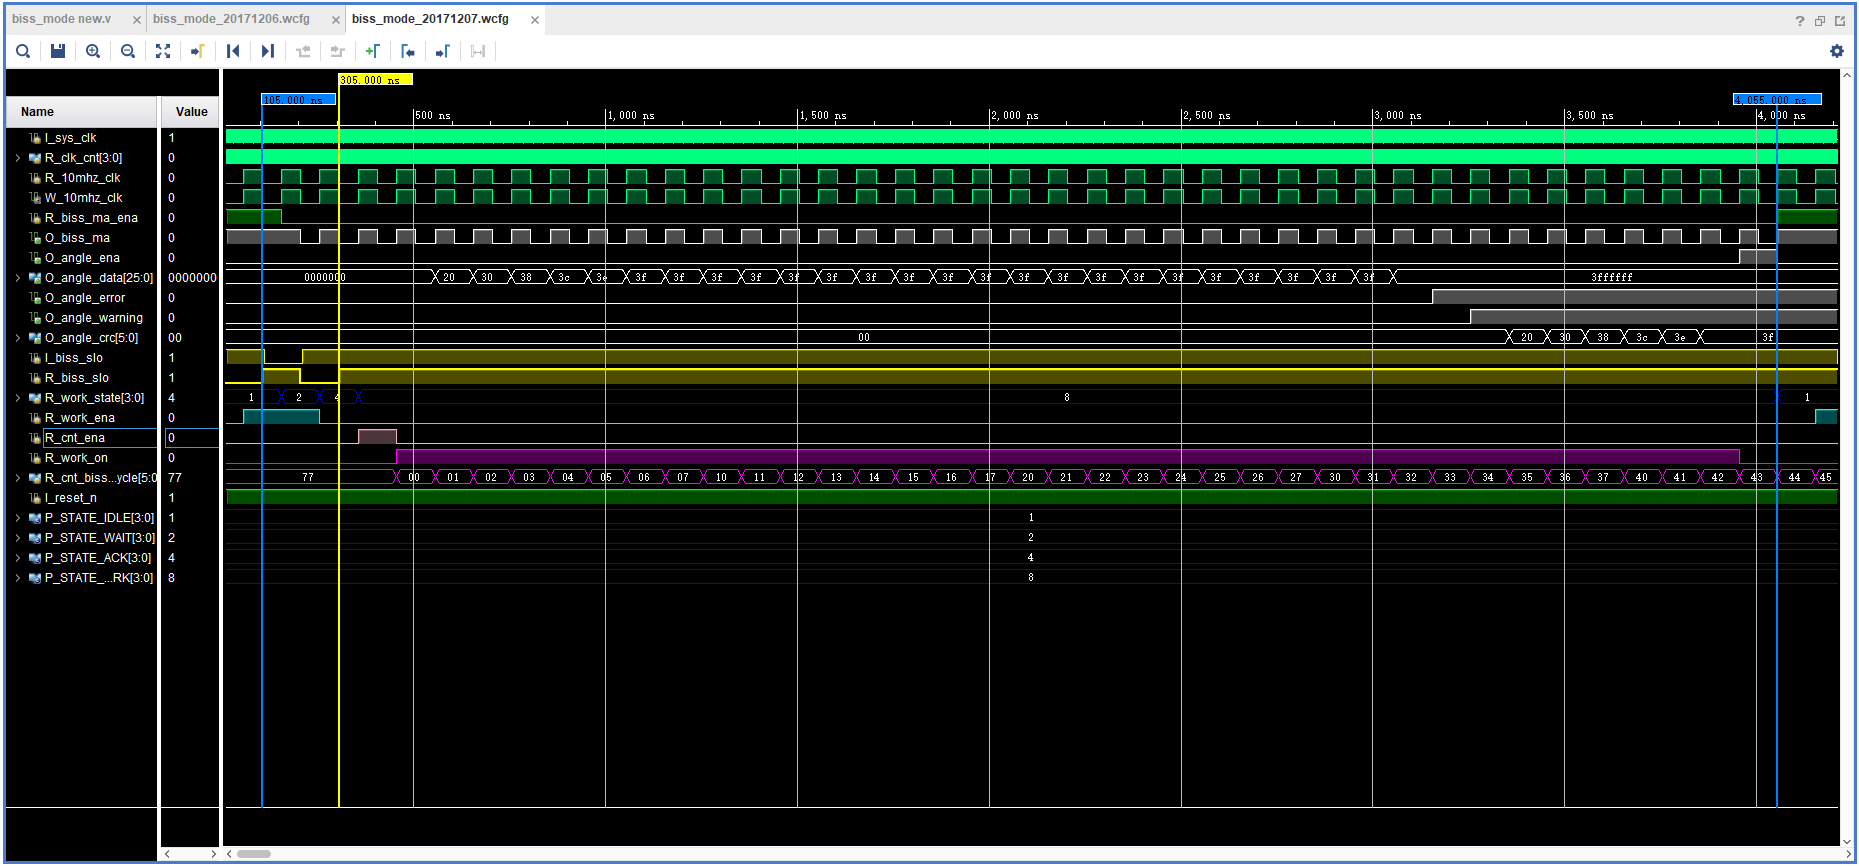 biss_mode new.v
biss_mode_20171206.wcfg
biss_mode_20171207.wcfg
305.000 ns
105.000 ns
4,055.000 ns
Name Value
500 ns 1,000 ns 1,500 ns 2,000 ns 2,500 ns 3,000 ns 3,500 ns 4,000 ns
I_sys_clk 1
R_clk_cnt[3:0] 0
R_10mhz_clk 0
W_10mhz_clk 0
R_biss_ma_ena 0
O_biss_ma 0
O_angle_ena 0
O_angle_data[25:0] 0000000 0000000 20 30 38 3c 3e 3f 3f 3f 3f 3f 3f 3f 3f 3f 3f 3f 3f 3f 3f 3f 3f 3f 3f 3f 3f 3ffffff
O_angle_error 0
O_angle_warning 0
O_angle_crc[5:0] 00 00 20 30 38 3c 3e 3f
I_biss_slo 1
R_biss_slo 1
R_work_state[3:0] 4 1 2 4 8 1
R_work_ena 0
R_cnt_ena 0
R_work_on 0
R_cnt_biss...ycle[5:0 77 77 00 01 02 03 04 05 06 07 10 11 12 13 14 15 16 17 20 21 22 23 24 25 26 27 30 31 32 33 34 35 36 37 40 41 42 43 44 45
I_reset_n 1
P_STATE_IDLE[3:0] 1 1
P_STATE_WAIT[3:0] 2 2
P_STATE_ACK[3:0] 4 4
P_STATE_...RK[3:0] 8 8